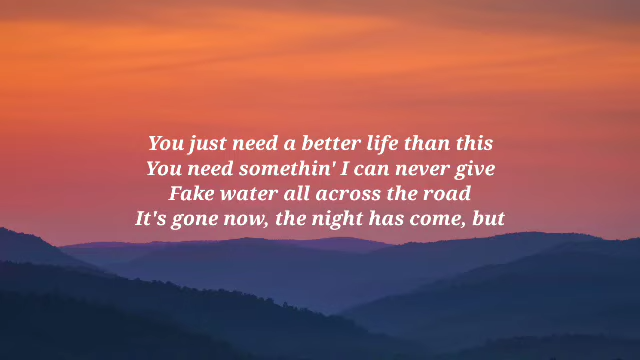 You just need a better life than this
You need somethin' I can never give
Fake water all across the road
It's gone now, the night has come, but